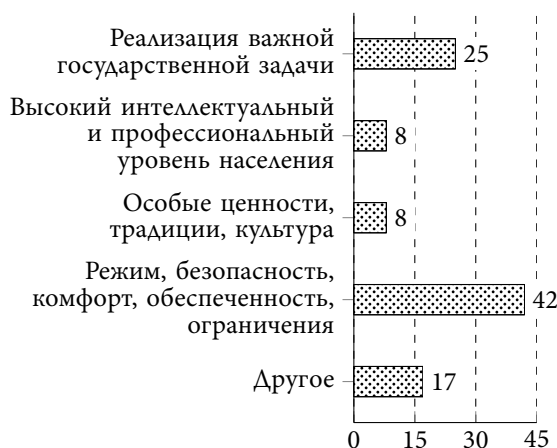 Реализация важной
государственной задачи
25
Высокий интеллектуальный
и профессиональный
уровень населения
8
Особые ценности,
традиции, культура
8
Режим, безопасность,
комфорт, обеспеченность,
ограничения
42
Другое
17
0 15 30 45